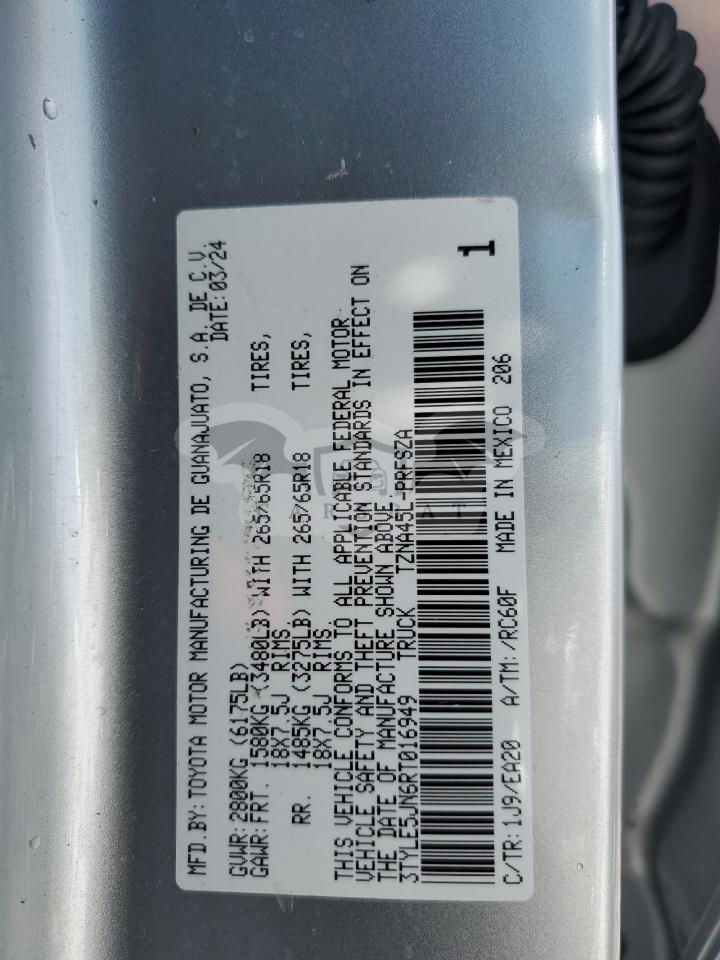 MFD.BY:TOYOTA MOTOR MANUFACTURING DE GUANAJUATO, S.A. DE C.V.
DATE:03/24
GVWR:2800KG (6175LB)
GAWR:FRT. 1580KG (3480LB) WITH 265/65R18 TIRES,
18X7.5J RIMS,
RR. 1485KG (3275LB) WITH 265/65R18 TIRES,
18X7.5J RIMS.
THIS VEHICLE CONFORMS TO ALL APPLICABLE FEDERAL MOTOR
VEHICLE SAFETY AND THEFT PREVENTION STANDARDS IN EFFECT ON
THE DATE OF MANUFACTURE SHOWN ABOVE.
3TYLE5JN6RT016949 TRUCK TZNA45L-PRFSZA
1
C/TR:1J9/EA20 A/TM:/RC60F MADE IN MEXICO 206